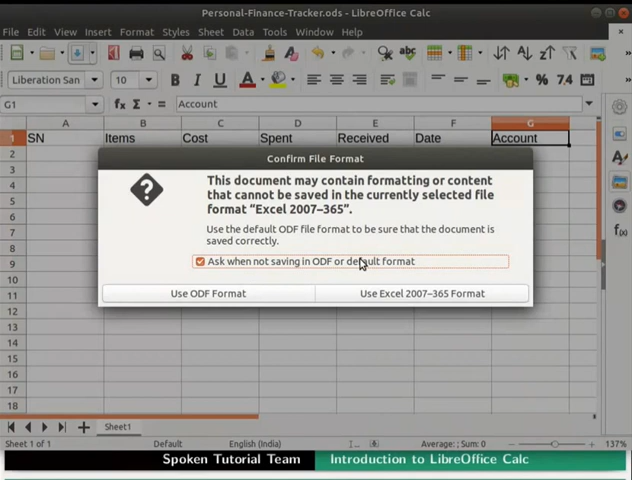 Personal-Finance-Tracker.ods - LibreOffice Calc
File Edit View Insert Format Styles Sheet Data Tools Window Help
Liberation San 10 B I U A % 7.4
G1 fx Σ = Account
A B C D E F G
1 SN Items Cost Spent Received Date Account
2
3
4
5
6
7
8
9
10
11
12
13
14
15
16
17
18
Confirm File Format
This document may contain formatting or content
that cannot be saved in the currently selected file
format “Excel 2007–365”.
Use the default ODF file format to be sure that the document is
saved correctly.
Ask when not saving in ODF or default format
Use ODF Format Use Excel 2007–365 Format
Sheet1
Sheet 1 of 1 Default English (India) Average: ; Sum: 0 137%
Spoken Tutorial Team Introduction to LibreOffice Calc